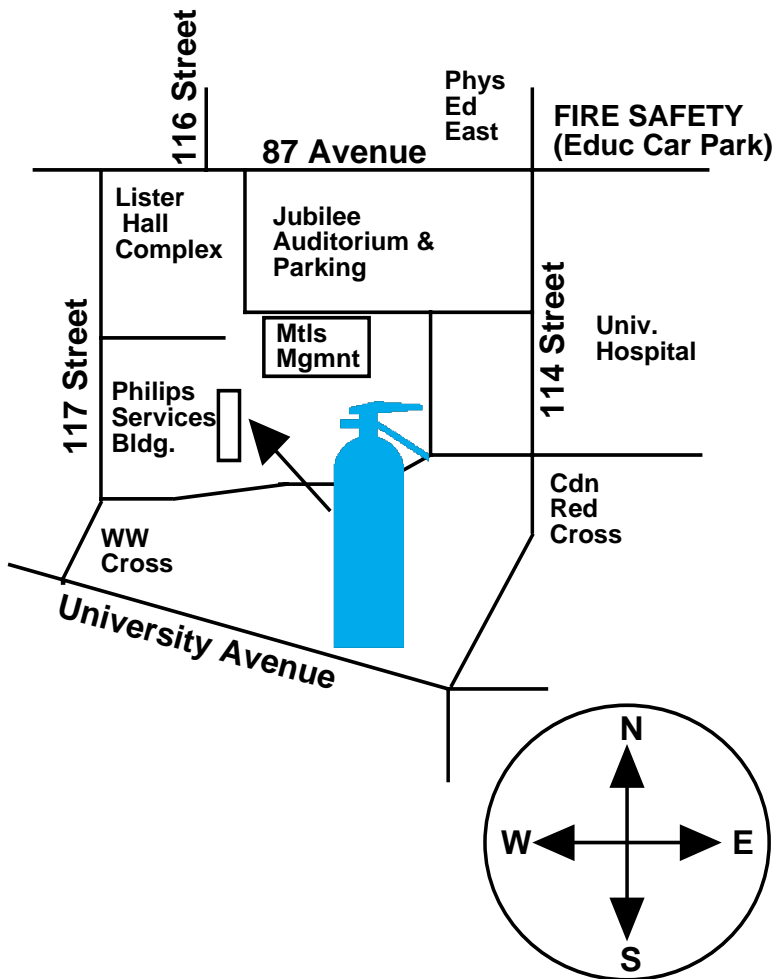 116 Street
Phys
Ed
East
FIRE SAFETY
(Educ Car Park)
87 Avenue
Lister
Hall
Complex
Jubilee
Auditorium &
Parking
117 Street
Mtls
Mgmnt
114 Street
Univ.
Hospital
Philips
Services
Bldg.
Cdn
Red
Cross
WW
Cross
University Avenue
N
W
E
S